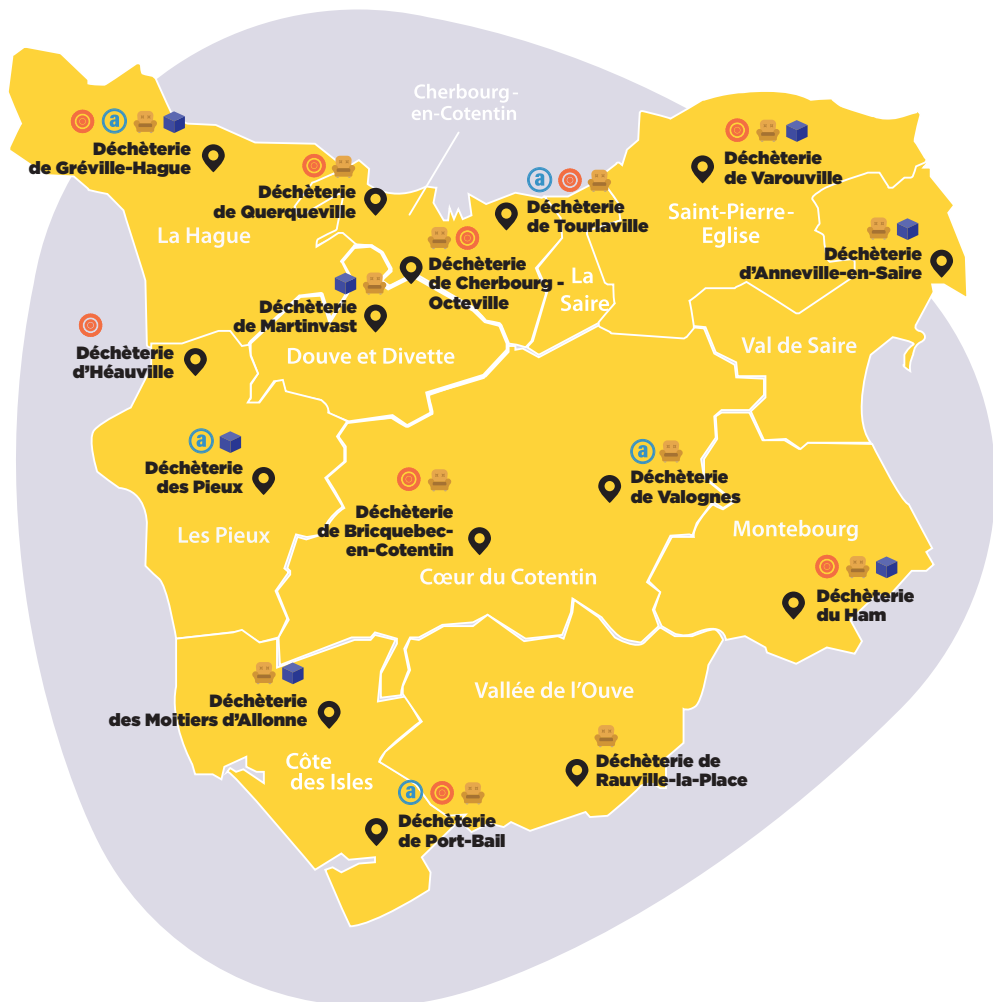 Cherbourg-
en-Cotentin
a
Déchèterie
de Gréville-Hague
Déchèterie
de Querqueville
La Hague
a
Déchèterie
de Tourlaville
Déchèterie
de Varouville
Saint-Pierre-
Eglise
Déchèterie
d'Anneville-en-Saire
Déchèterie
de Cherbourg -
Octeville
La
Saire
Déchèterie
de Martinvast
Douve et Divette
Val de Saire
Déchèterie
d'Héauville
a
Déchèterie
des Pieux
Les Pieux
Déchèterie
de Bricquebec-
en-Cotentin
a
Déchèterie
de Valognes
Cœur du Cotentin
Montebourg
Déchèterie
du Ham
Déchèterie
des Moitiers d'Allonne
Vallée de l'Ouve
Côte
des Isles
Déchèterie de
Rauville-la-Place
a
Déchèterie
de Port-Bail